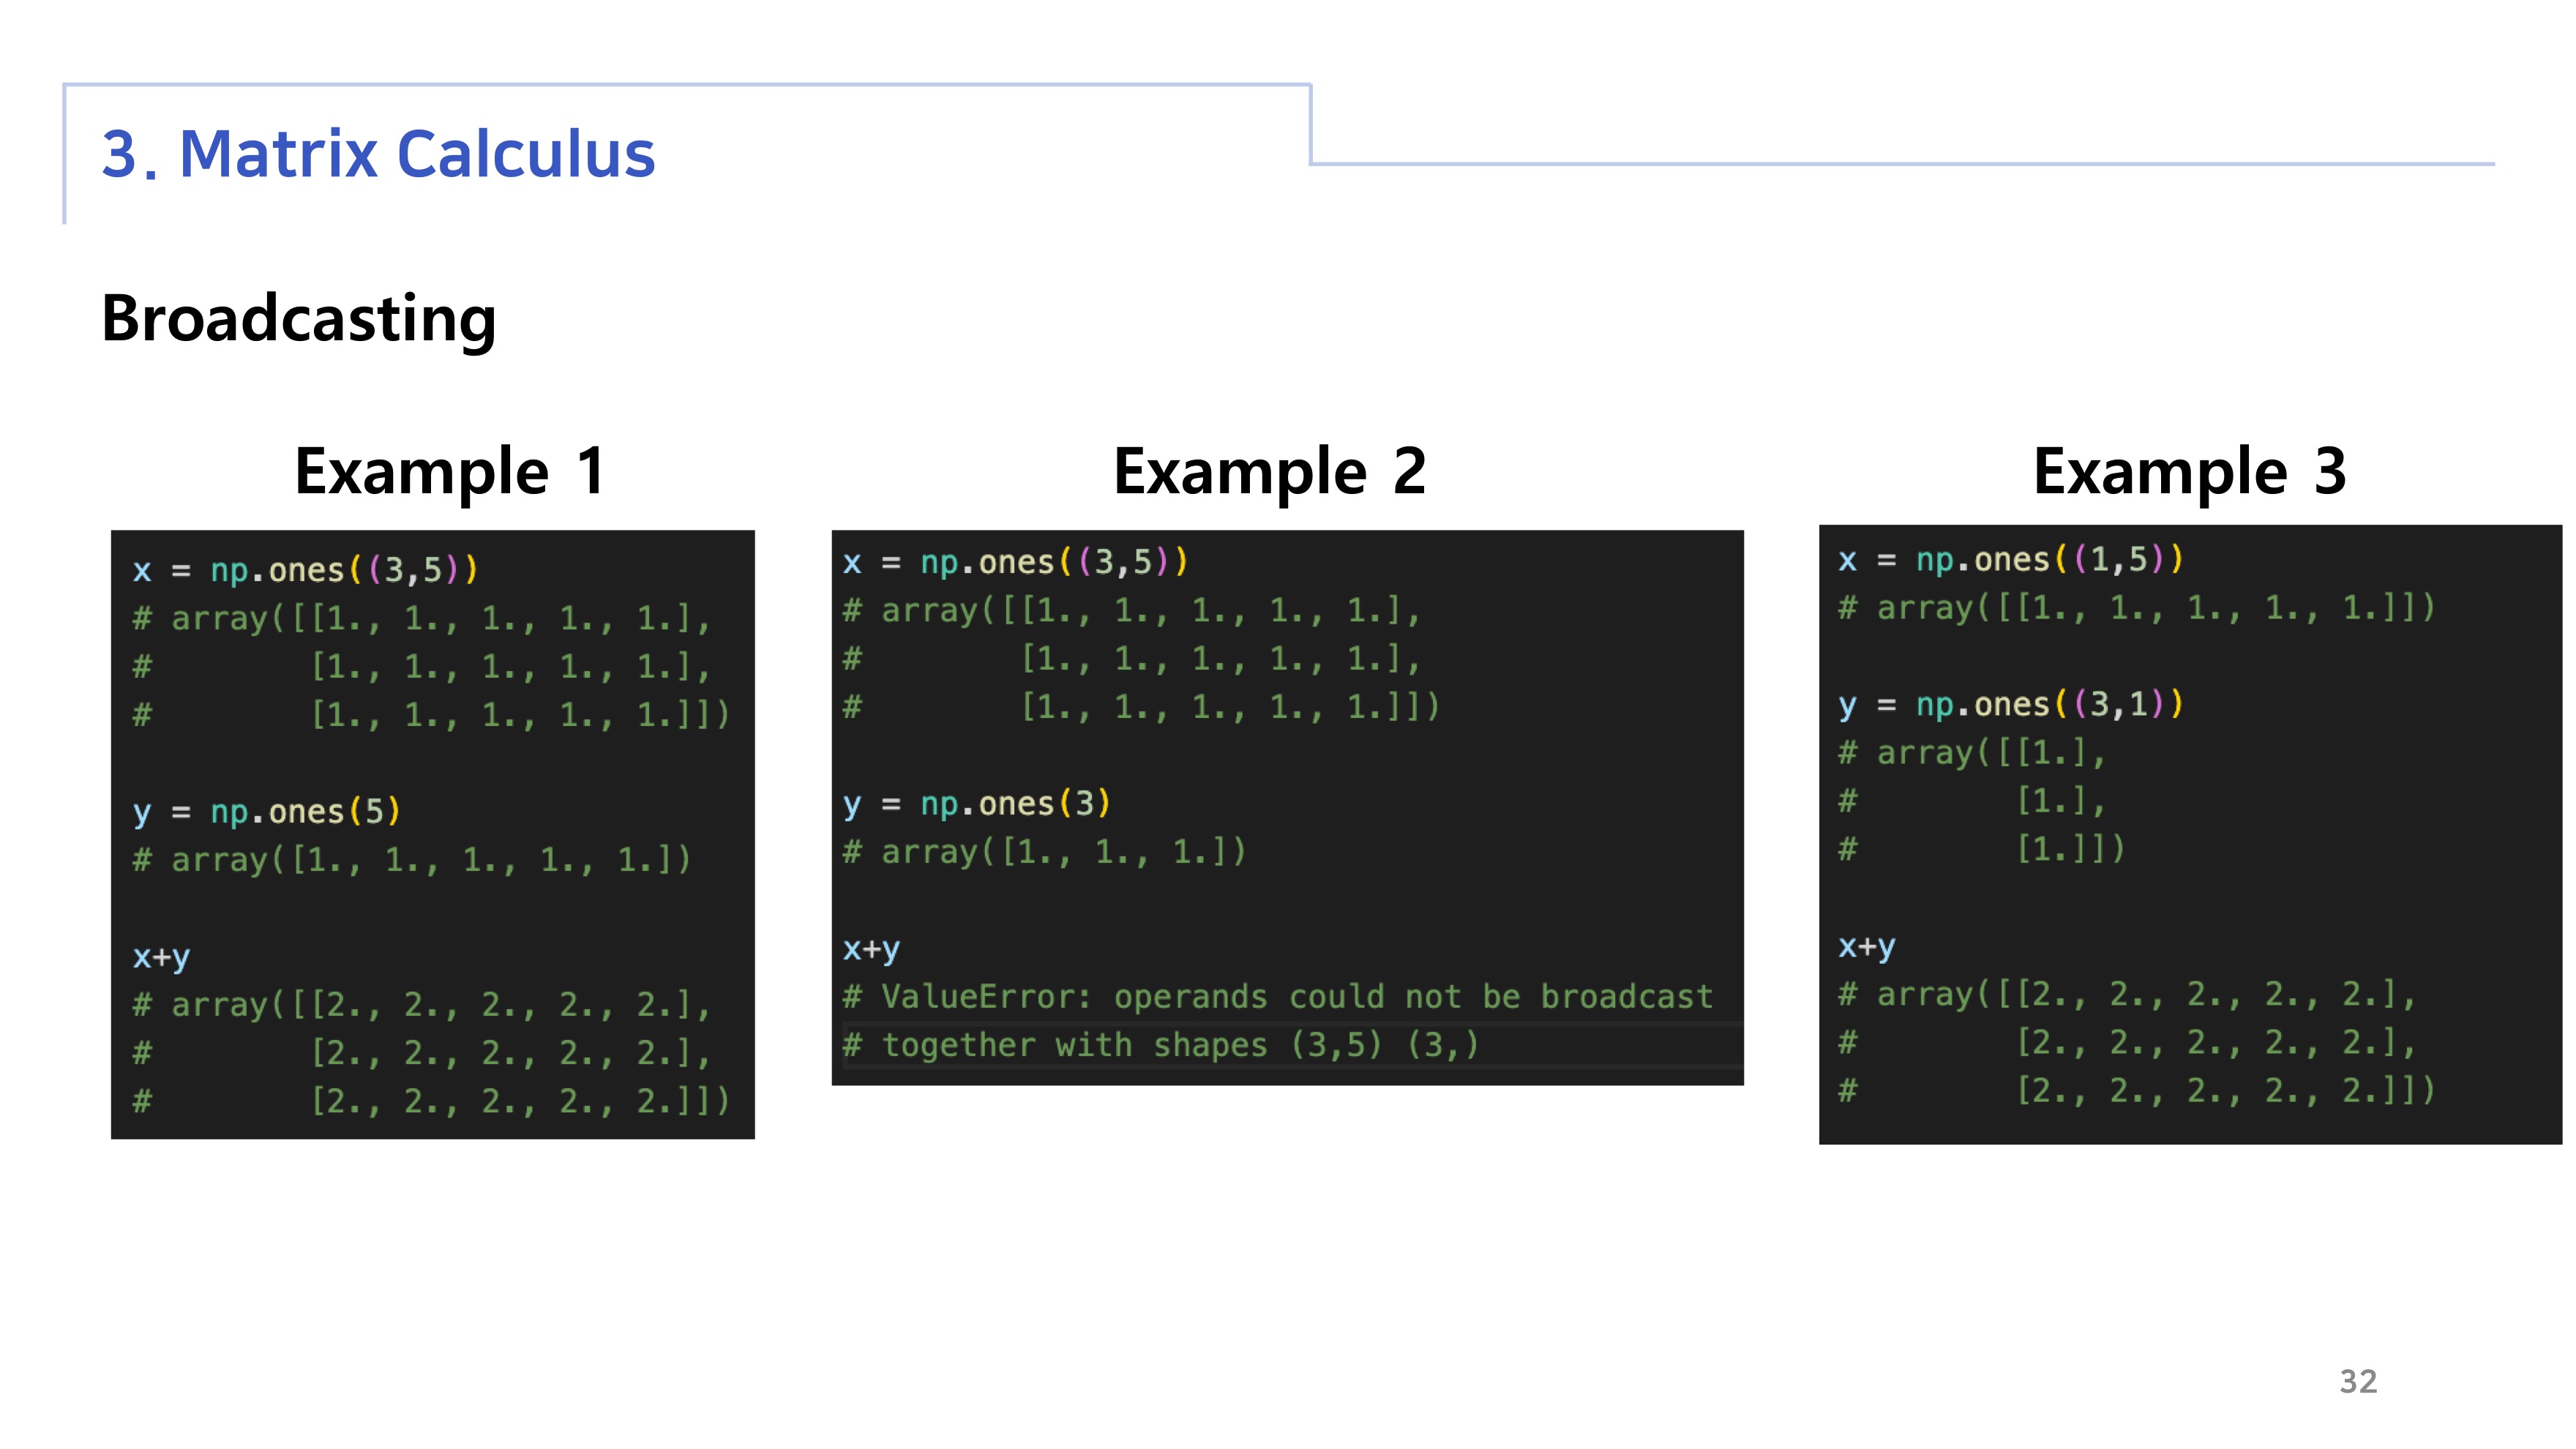 3. Matrix Calculus
Broadcasting
Example 1
x = np.ones((3,5))
# array([[1., 1., 1., 1., 1.],
#        [1., 1., 1., 1., 1.],
#        [1., 1., 1., 1., 1.]])
y = np.ones(5)
# array([1., 1., 1., 1., 1.])
x+y
# array([[2., 2., 2., 2., 2.],
#        [2., 2., 2., 2., 2.],
#        [2., 2., 2., 2., 2.]])
Example 2
x = np.ones((3,5))
# array([[1., 1., 1., 1., 1.],
#        [1., 1., 1., 1., 1.],
#        [1., 1., 1., 1., 1.]])
y = np.ones(3)
# array([1., 1., 1.])
x+y
# ValueError: operands could not be broadcast
# together with shapes (3,5) (3,)
Example 3
x = np.ones((1,5))
# array([[1., 1., 1., 1., 1.]])
y = np.ones((3,1))
# array([[1.],
#        [1.],
#        [1.]])
x+y
# array([[2., 2., 2., 2., 2.],
#        [2., 2., 2., 2., 2.],
#        [2., 2., 2., 2., 2.]])
32